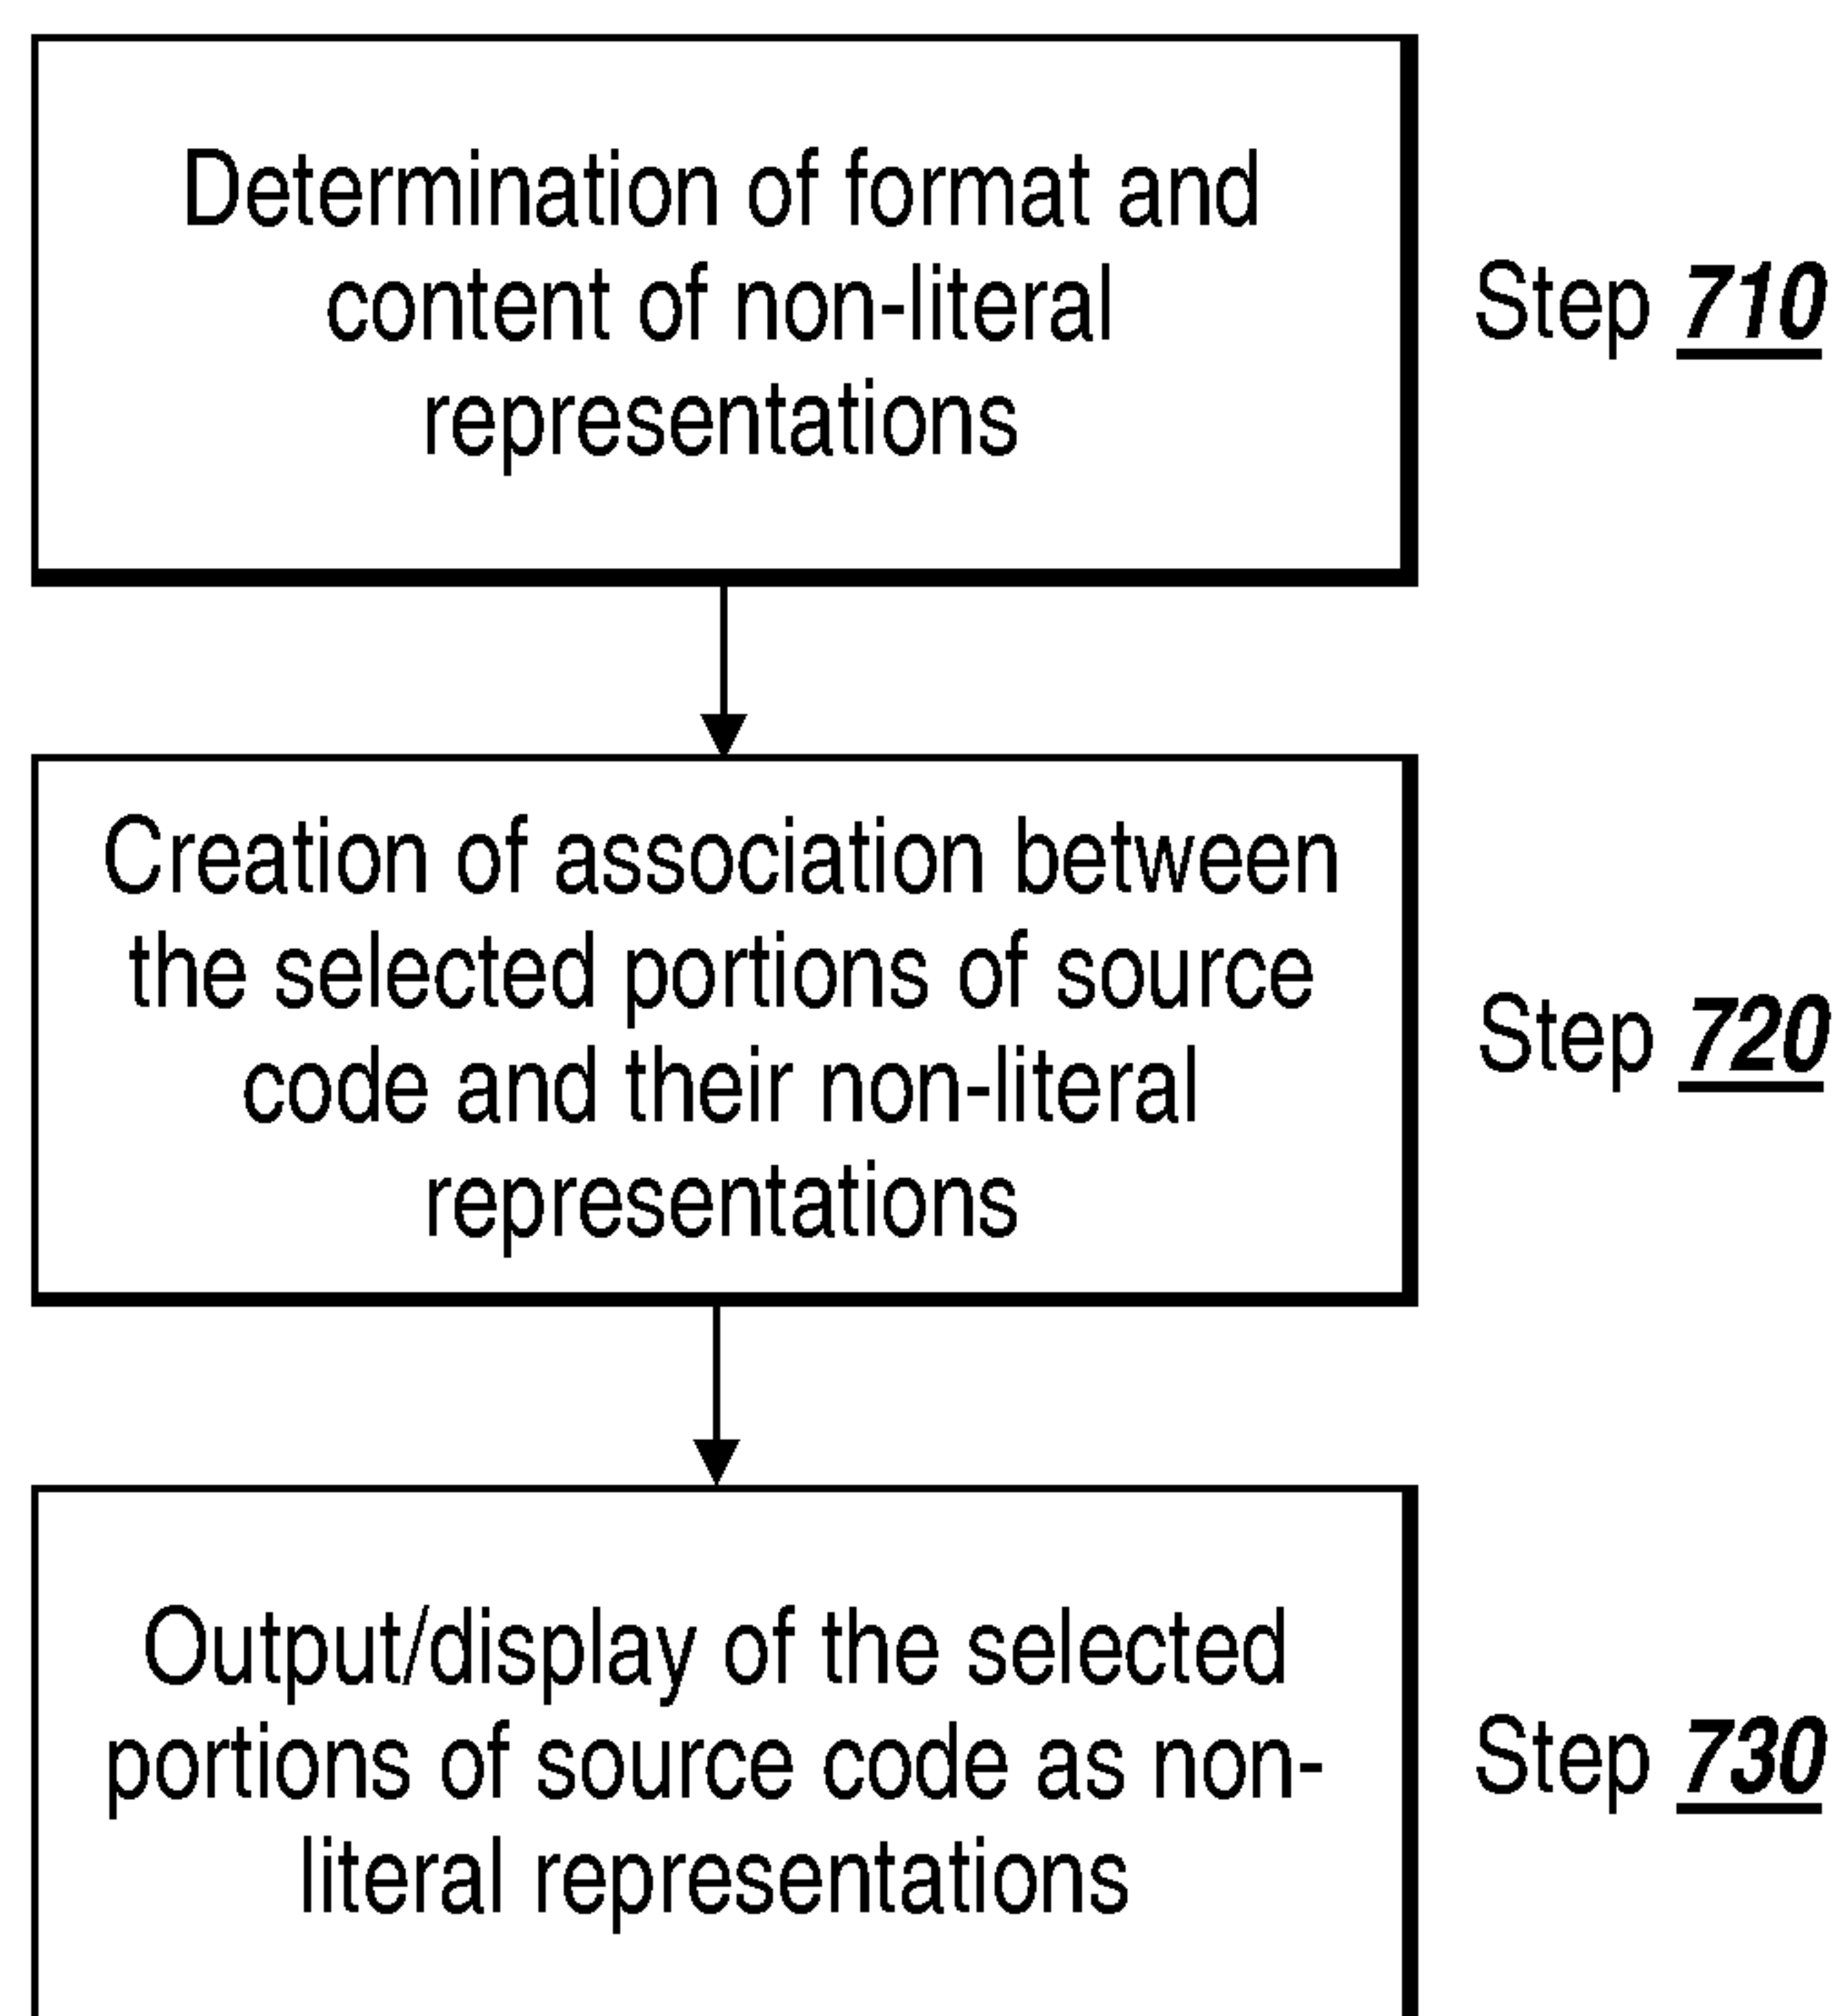 Determination of format and
content of non-literal
representations
Step 710
Creation of association between
the selected portions of source
code and their non-literal
representations
Step 720
Output/display of the selected
portions of source code as non-
literal representations
Step 730